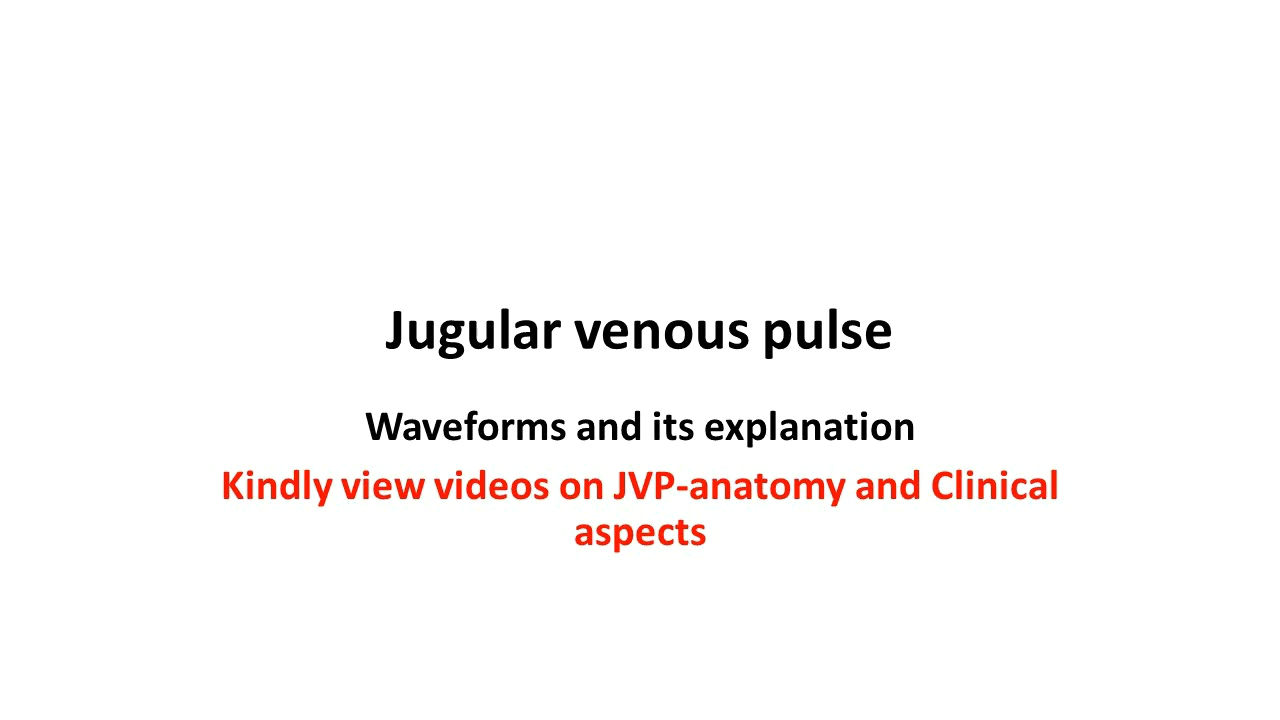 Jugular venous pulse
Waveforms and its explanation
Kindly view videos on JVP-anatomy and Clinical
aspects